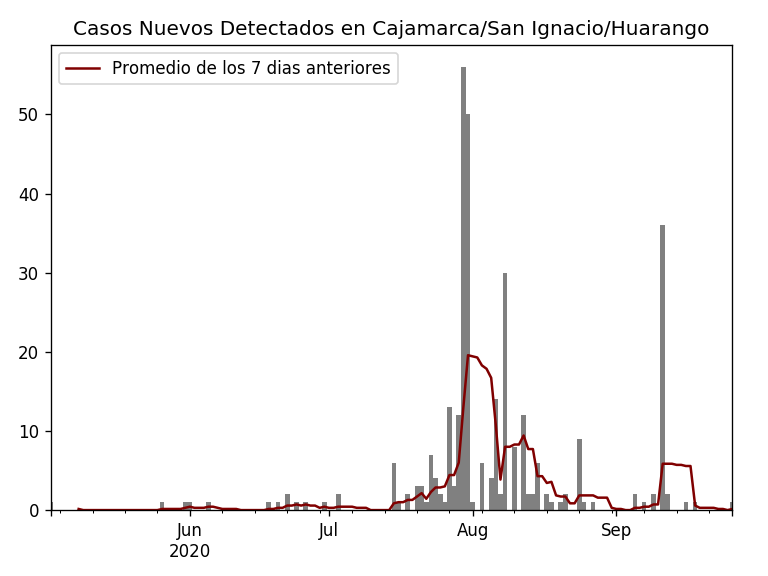 Casos Nuevos Detectados en Cajamarca/San Ignacio/Huarango
Promedio de los 7 dias anteriores
50
40
30
20
10
0
Jun
2020
Jul
Aug
Sep